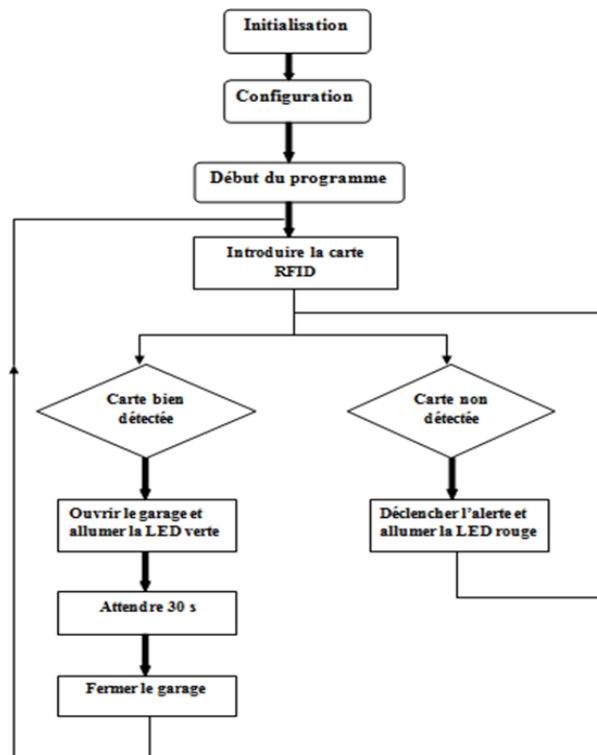 Initialisation
Configuration
Début du programme
Introduire la carte
RFID
Carte bien
détectée
Carte non
détectée
Ouvrir le garage et
allumer la LED verte
Déclencher l'alerte et
allumer la LED rouge
Attendre 30 s
Fermer le garage